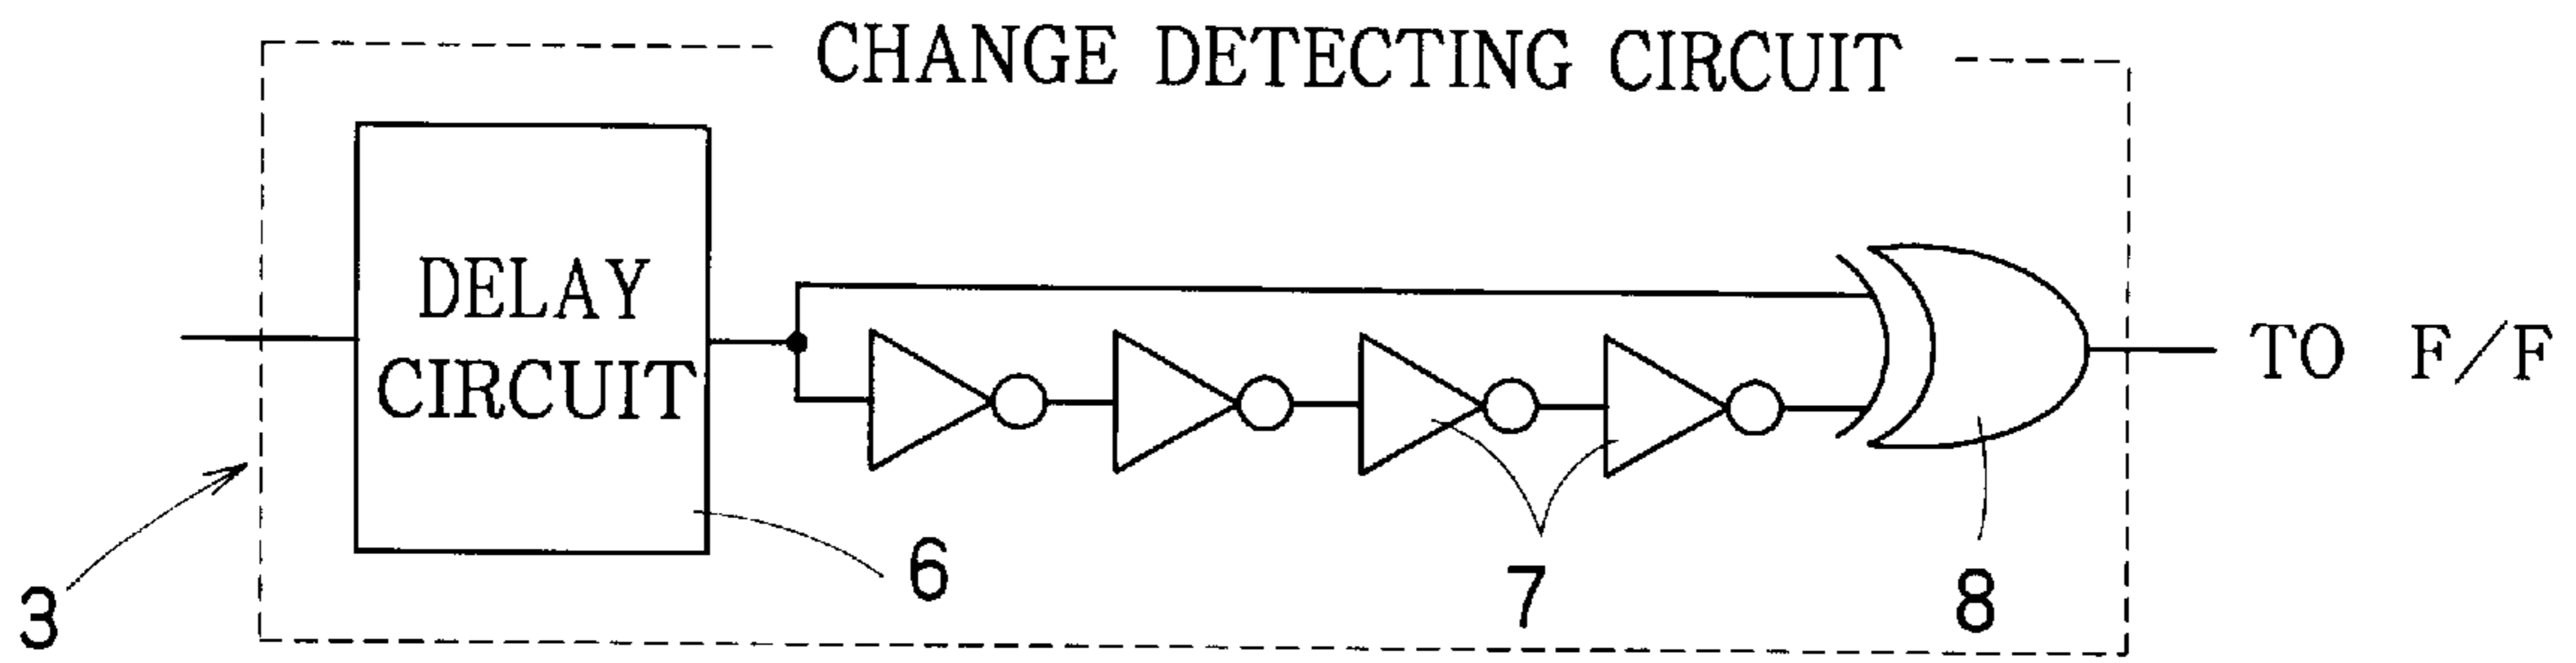 CHANGE DETECTING CIRCUIT
DELAY
CIRCUIT
TO F/F
3
6
7
8